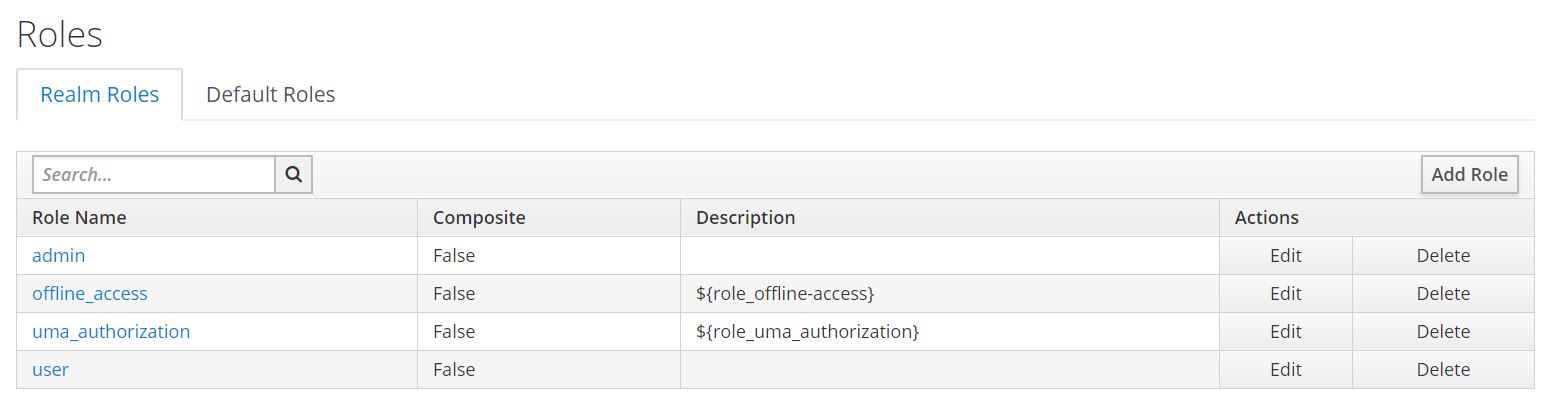 Roles
Realm Roles Default Roles
Search... Add Role
Role Name Composite Description Actions
admin False Edit Delete
offline_access False ${role_offline-access} Edit Delete
uma_authorization False ${role_uma_authorization} Edit Delete
user False Edit Delete